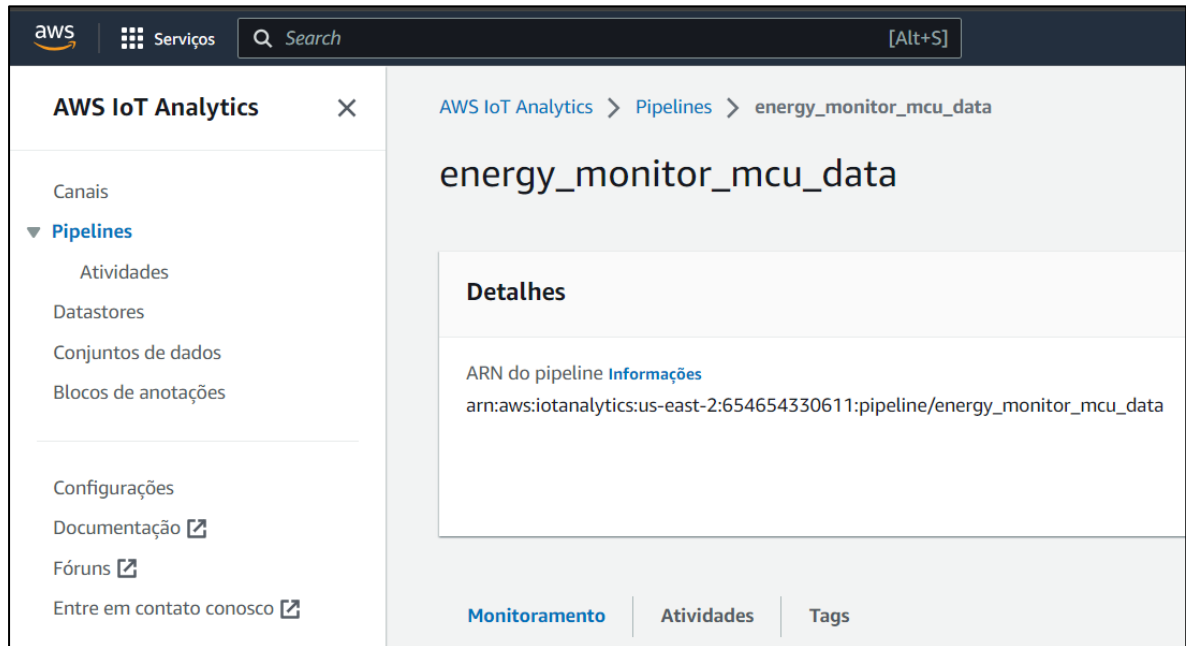 aws
Serviços
Search
[Alt+S]
AWS IoT Analytics
Canais
Pipelines
Atividades
Datastores
Conjuntos de dados
Blocos de anotações
Configurações
Documentação
Fóruns
Entre em contato conosco
AWS IoT Analytics > Pipelines > energy_monitor_mcu_data
energy_monitor_mcu_data
Detalhes
ARN do pipeline Informações
arn:aws:iotanalytics:us-east-2:654654330611:pipeline/energy_monitor_mcu_data
Monitoramento
Atividades
Tags